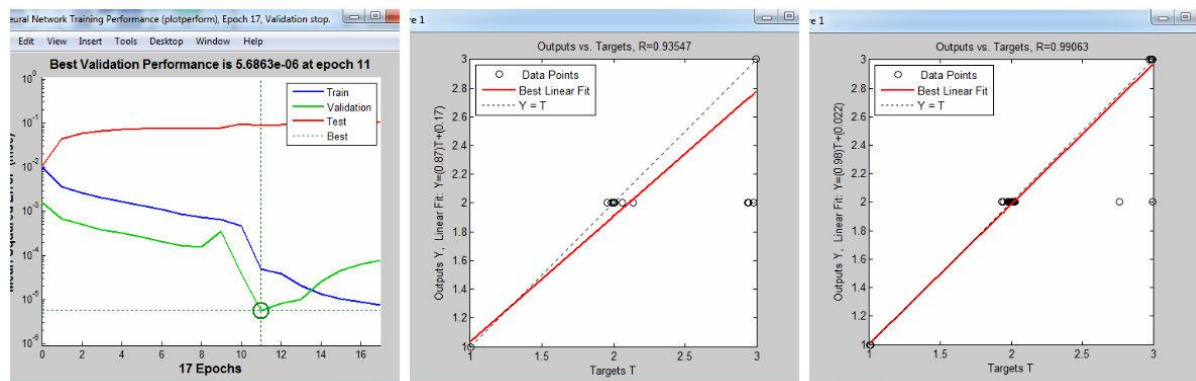 eural Network Training Performance (plotperform), Epoch 17, Validation stop.
Edit View Insert Tools Desktop Window Help
Best Validation Performance is 5.6863e-06 at epoch 11
Train
Validation
Test
Best
10^0
10^-1
10^-2
10^-3
10^-4
10^-5
10^-6
0 2 4 6 8 10 12 14 16
17 Epochs
re 1
Outputs vs. Targets, R=0.93547
Data Points
Best Linear Fit
Y = T
Outputs Y, Linear Fit: Y=(0.87)T+(0.17)
3
2.8
2.6
2.4
2.2
2
1.8
1.6
1.4
1.2
1
1 1.5 2 2.5 3
Targets T
re 1
Outputs vs. Targets, R=0.99063
Data Points
Best Linear Fit
Y = T
Outputs Y, Linear Fit: Y=(0.98)T+(0.022)
3
2.8
2.6
2.4
2.2
2
1.8
1.6
1.4
1.2
1
1 1.5 2 2.5 3
Targets T